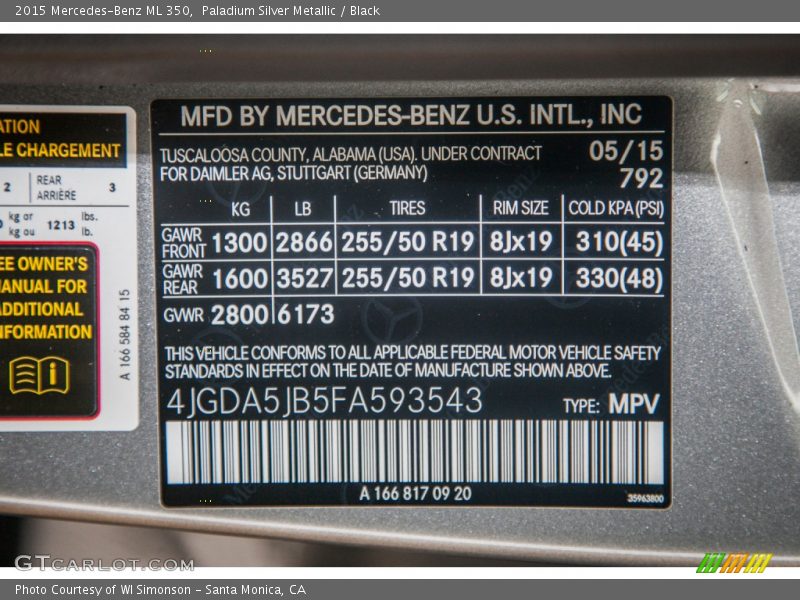 2015 Mercedes-Benz ML 350, Paladium Silver Metallic / Black
ATION
LE CHARGEMENT
2 REAR ARRIÈRE 3
kg or kg ou 1213 lbs. lb.
EE OWNER'S
ANUAL FOR
ADDITIONAL
NFORMATION
A 166 584 84 15
MFD BY MERCEDES-BENZ U.S. INTL., INC
TUSCALOOSA COUNTY, ALABAMA (USA). UNDER CONTRACT 05/15
FOR DAIMLER AG, STUTTGART (GERMANY) 792
KG LB TIRES RIM SIZE COLD KPA(PSI)
GAWR FRONT 1300 2866 255/50 R19 8Jx19 310(45)
GAWR REAR 1600 3527 255/50 R19 8Jx19 330(48)
GVWR 2800 6173
THIS VEHICLE CONFORMS TO ALL APPLICABLE FEDERAL MOTOR VEHICLE SAFETY
STANDARDS IN EFFECT ON THE DATE OF MANUFACTURE SHOWN ABOVE.
4JGDA5JB5FA593543 TYPE: MPV
A 166 817 09 20
35963800
GTCARLOT.COM
Photo Courtesy of WI Simonson - Santa Monica, CA